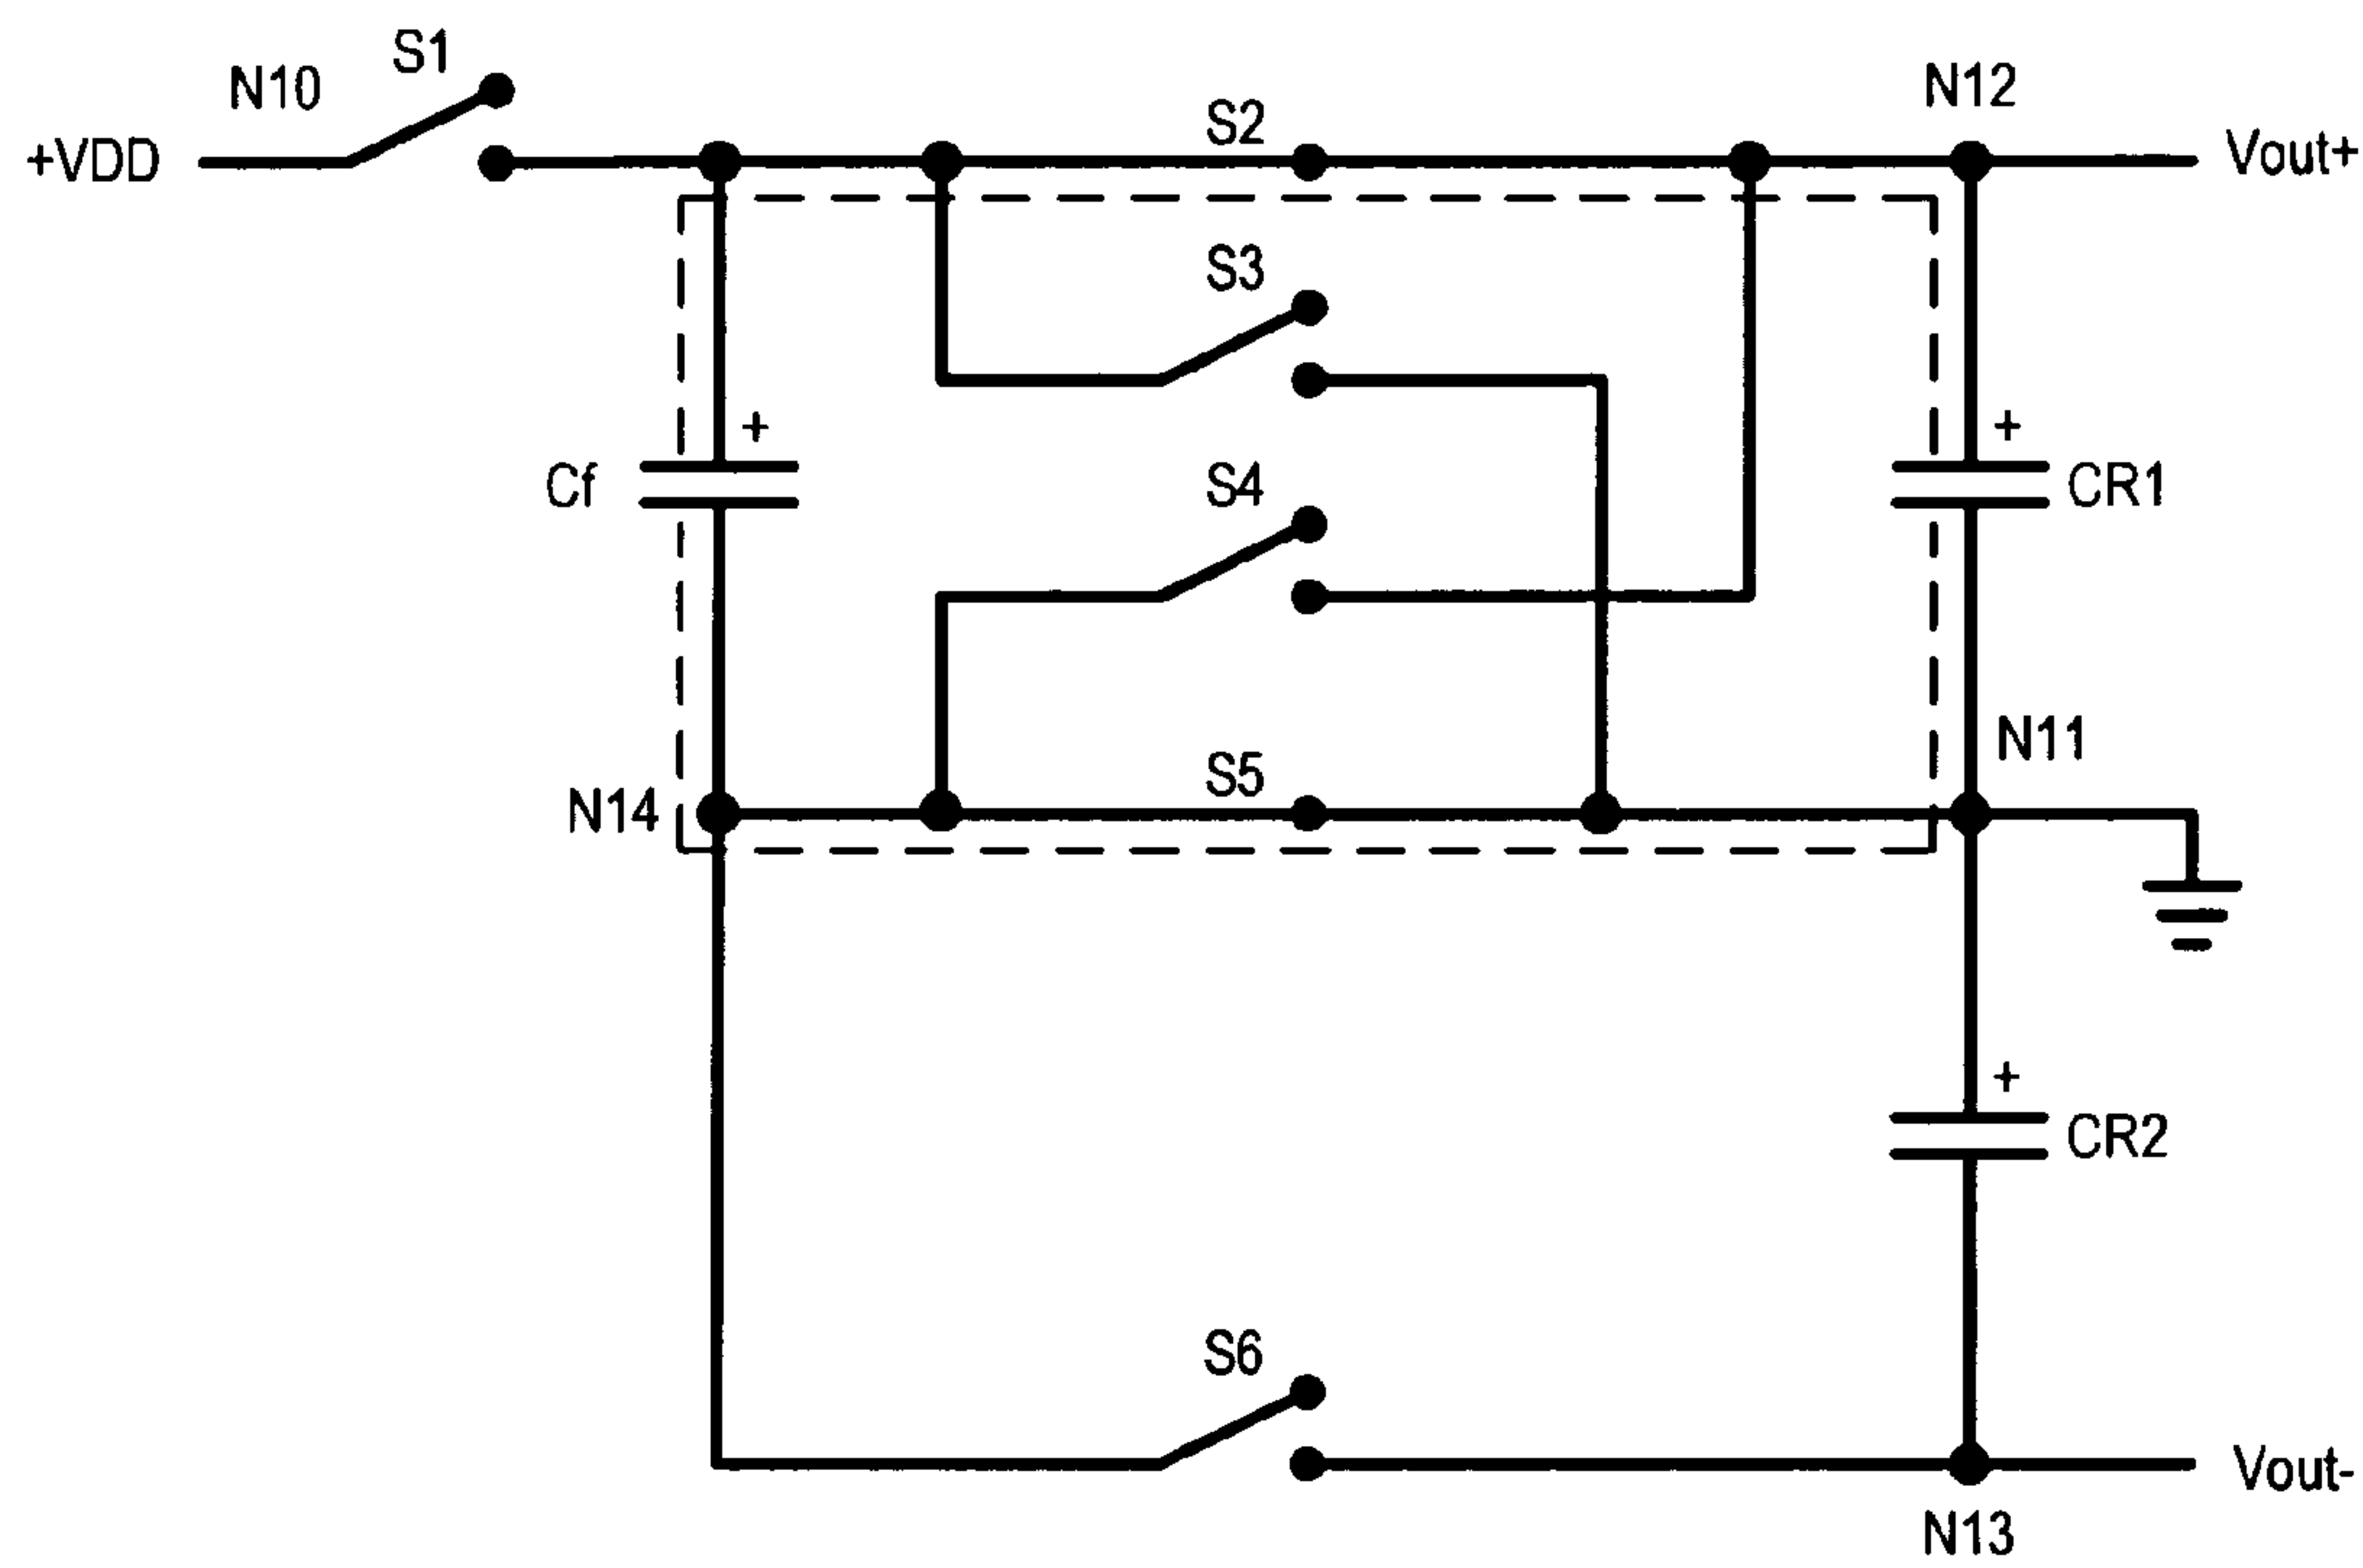 S1
N10
+VDD
S2
N12
Vout+
S3
+
+
Cf
S4
CR1
N11
S5
N14
+
CR2
S6
Vout-
N13